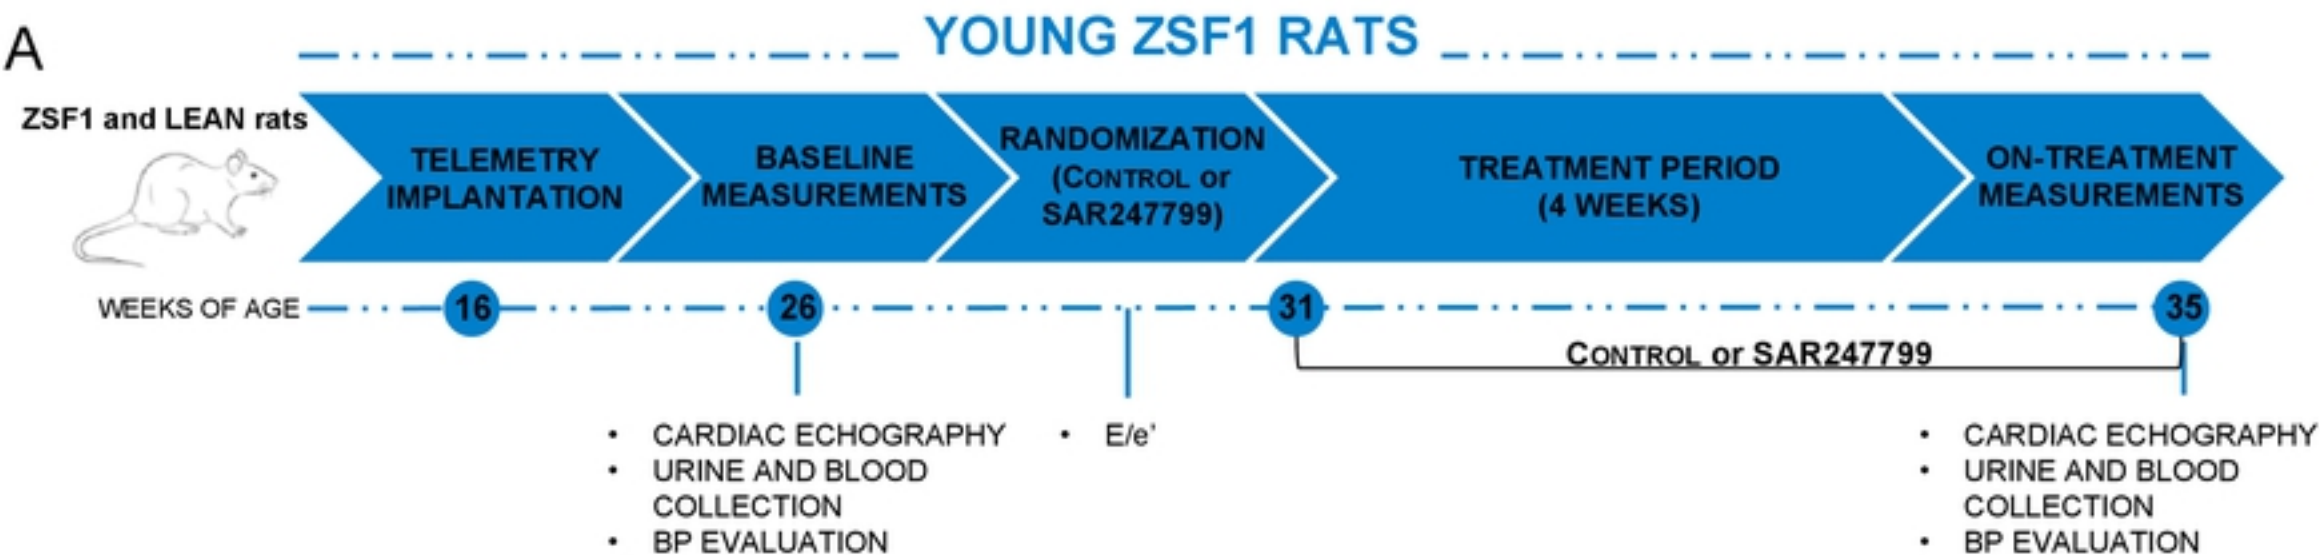 A
YOUNG ZSF1 RATS
ZSF1 and LEAN rats
TELEMETRY
IMPLANTATION
BASELINE
MEASUREMENTS
RANDOMIZATION
(CONTROL or
SAR247799)
TREATMENT PERIOD
(4 WEEKS)
ON-TREATMENT
MEASUREMENTS
WEEKS OF AGE
16
26
31
35
CONTROL or SAR247799
• CARDIAC ECHOGRAPHY
• URINE AND BLOOD
COLLECTION
• BP EVALUATION
• E/e'
• CARDIAC ECHOGRAPHY
• URINE AND BLOOD
COLLECTION
• BP EVALUATION